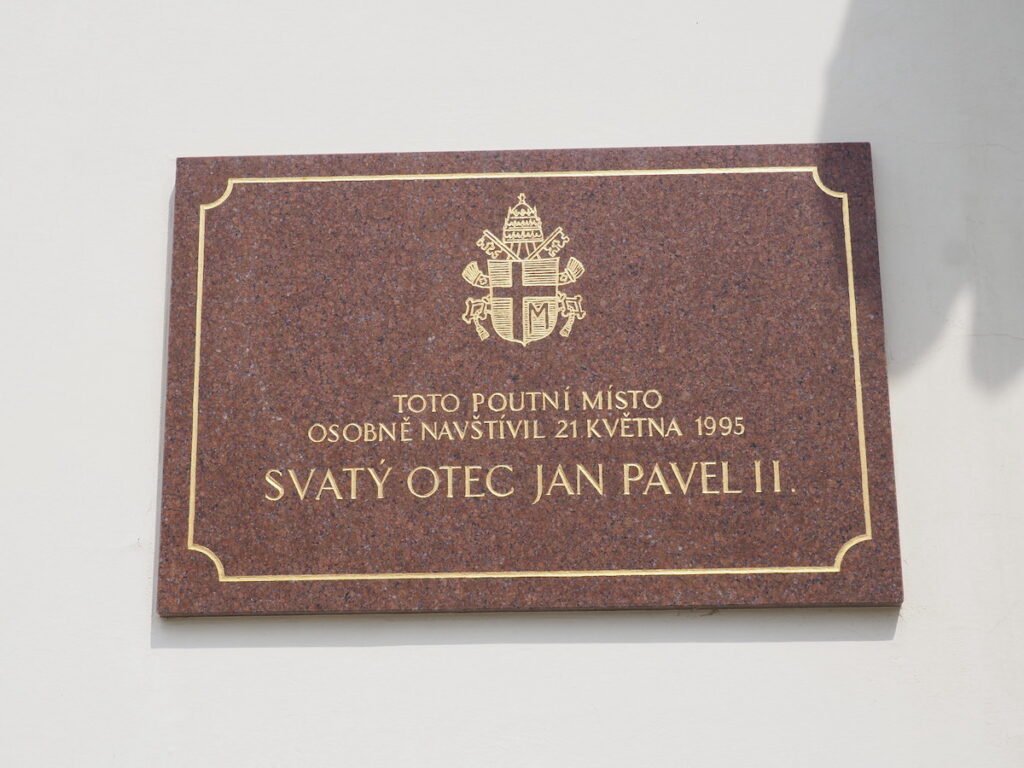 M
TOTO POUTNÍ MÍSTO
OSOBNĚ NAVŠTÍVIL 21 KVĚTNA 1995
SVATÝ OTEC JAN PAVEL II.